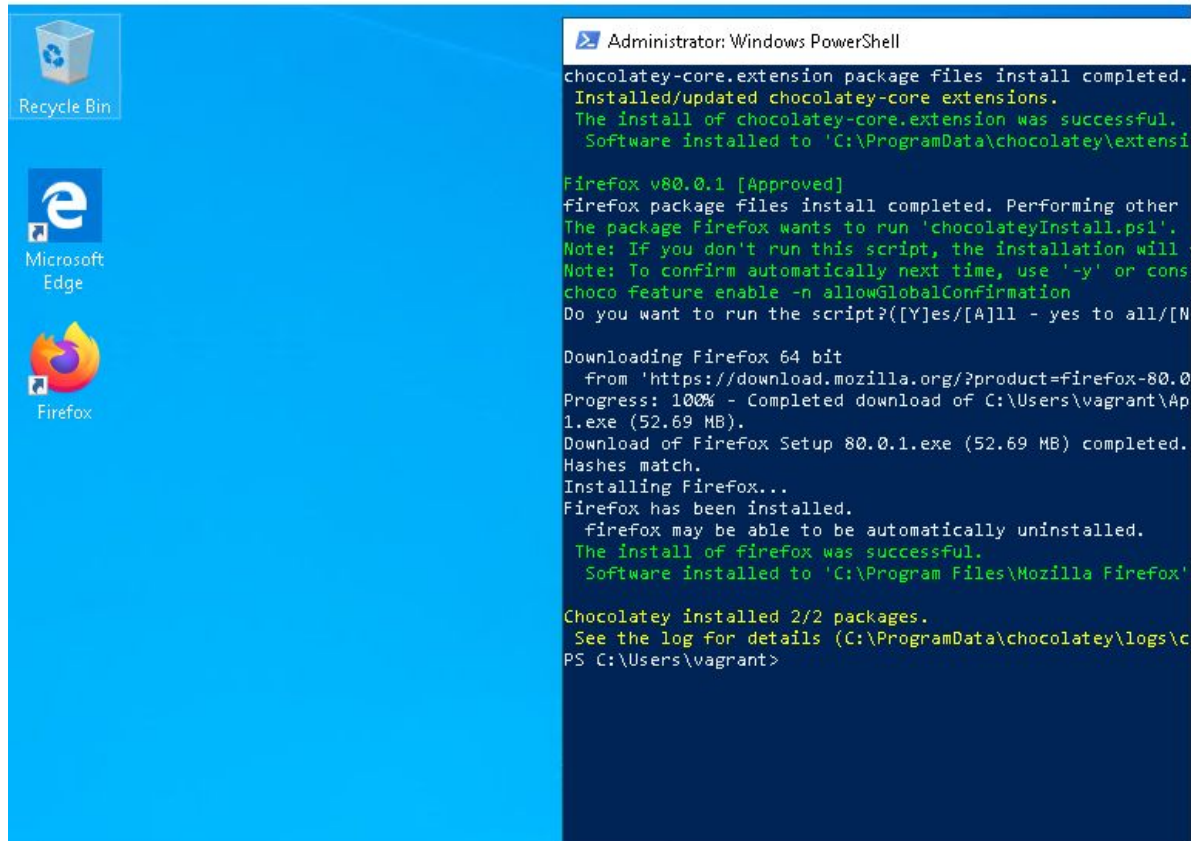 Recycle Bin
Microsoft
Edge
Firefox
Administrator: Windows PowerShell
chocolatey-core.extension package files install completed.
Installed/updated chocolatey-core extensions.
The install of chocolatey-core.extension was successful.
Software installed to 'C:\ProgramData\chocolatey\extensi
Firefox v80.0.1 [Approved]
firefox package files install completed. Performing other
The package Firefox wants to run 'chocolateyInstall.ps1'.
Note: If you don't run this script, the installation will
Note: To confirm automatically next time, use '-y' or cons
choco feature enable -n allowGlobalConfirmation
Do you want to run the script?([Y]es/[A]ll - yes to all/[N
Downloading Firefox 64 bit
from 'https://download.mozilla.org/?product=firefox-80.0
Progress: 100% - Completed download of C:\Users\vagrant\Ap
1.exe (52.69 MB).
Download of Firefox Setup 80.0.1.exe (52.69 MB) completed.
Hashes match.
Installing Firefox...
Firefox has been installed.
firefox may be able to be automatically uninstalled.
The install of firefox was successful.
Software installed to 'C:\Program Files\Mozilla Firefox'
Chocolatey installed 2/2 packages.
See the log for details (C:\ProgramData\chocolatey\logs\c
PS C:\Users\vagrant>